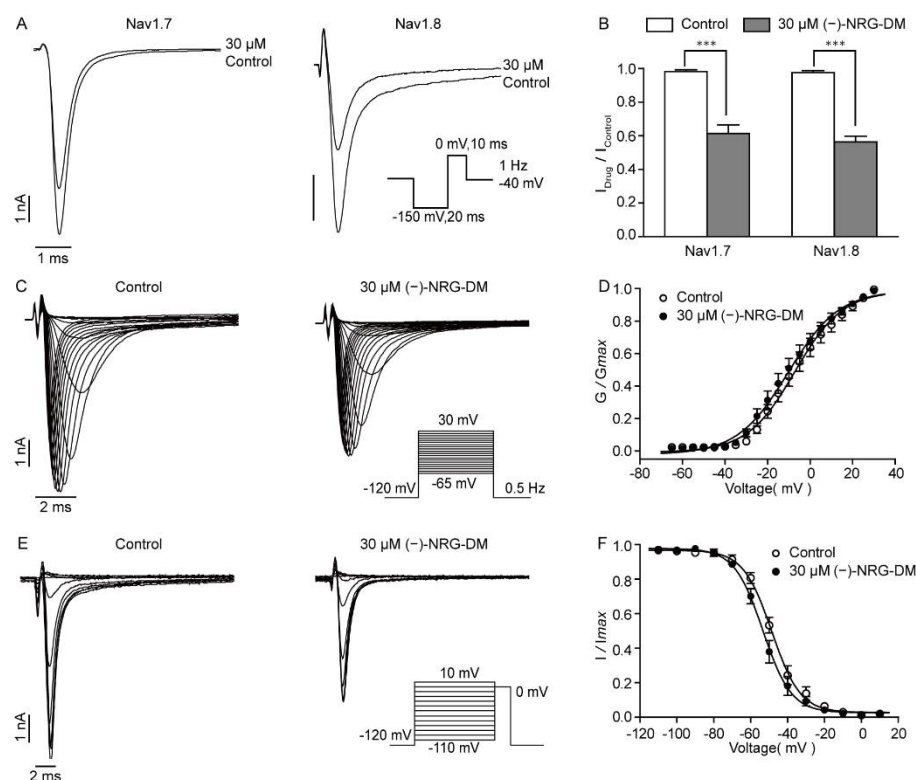 A
Nav1.7
30 μM
Control
1 nA
1 ms
Nav1.8
30 μM
Control
0 mV,10 ms
1 Hz
-40 mV
-150 mV,20 ms
B
Control
30 μM (−)-NRG-DM
***
***
I Drug / I Control
1.0
0.8
0.6
0.4
0.2
0.0
Nav1.7
Nav1.8
C
Control
1 nA
2 ms
30 μM (−)-NRG-DM
30 mV
-120 mV
-65 mV
0.5 Hz
D
Control
30 μM (−)-NRG-DM
G / Gmax
1.0
0.8
0.6
0.4
0.2
0.0
-80 -60 -40 -20 0 20 40
Voltage( mV )
E
Control
1 nA
2 ms
30 μM (−)-NRG-DM
10 mV
0 mV
-120 mV
-110 mV
F
Control
30 μM (−)-NRG-DM
I / Imax
1.0
0.8
0.6
0.4
0.2
0.0
-120 -100 -80 -60 -40 -20 0 20
Voltage( mV )